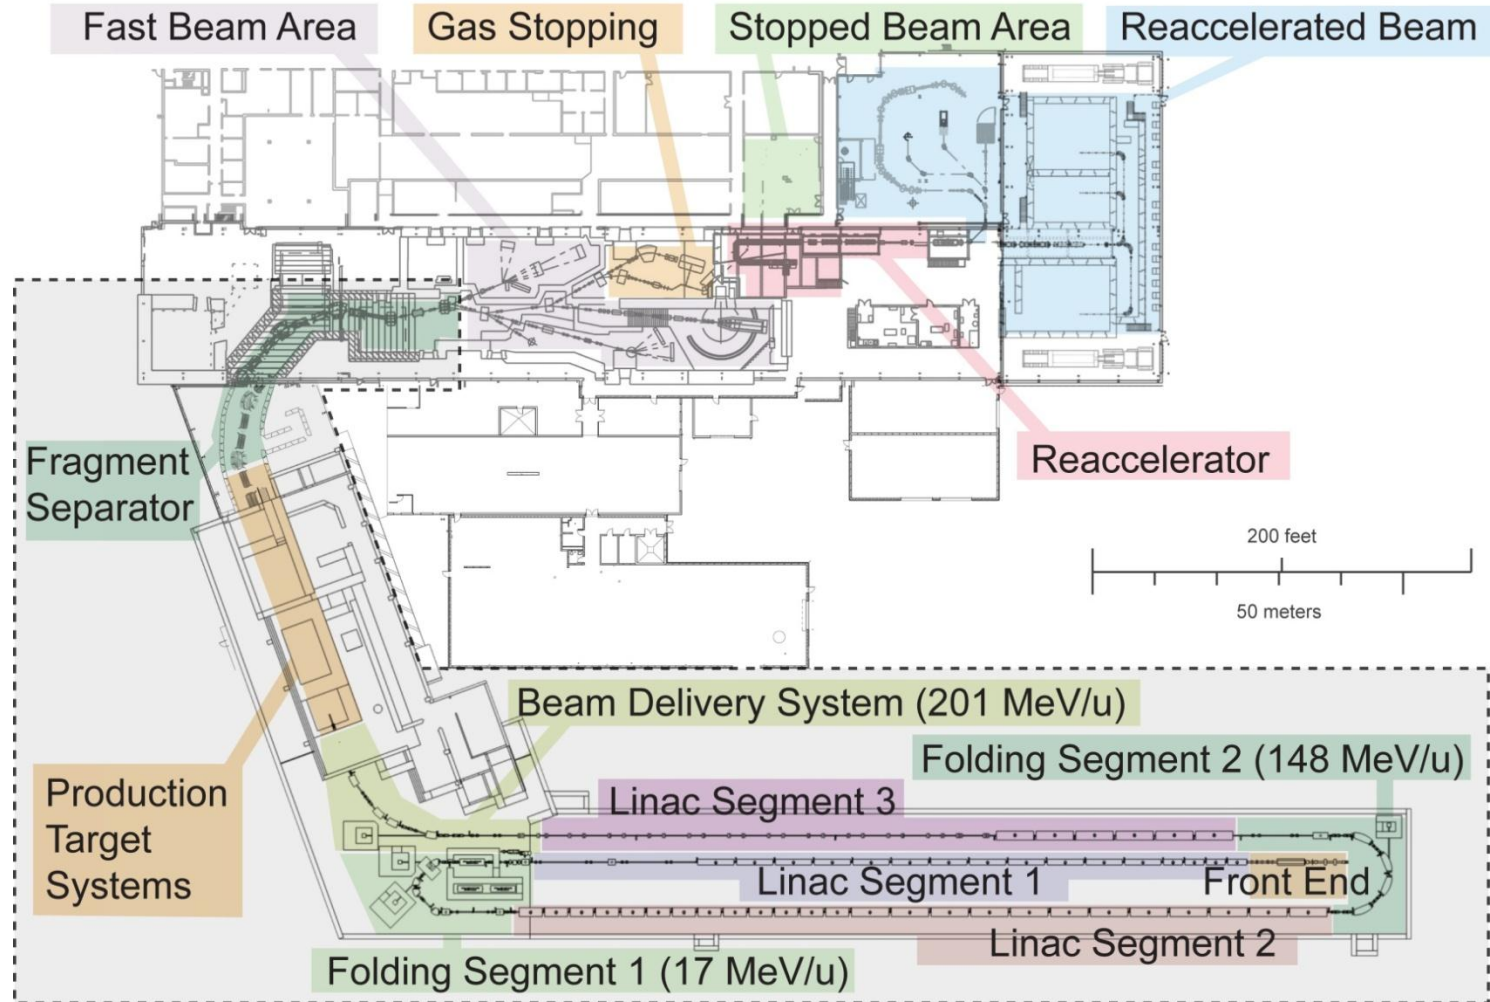 Fast Beam Area
Gas Stopping
Stopped Beam Area
Reaccelerated Beam
Fragment
Separator
Reaccelerator
200 feet
50 meters
Beam Delivery System (201 MeV/u)
Folding Segment 2 (148 MeV/u)
Production
Target
Systems
Linac Segment 3
Linac Segment 1
Front End
Linac Segment 2
Folding Segment 1 (17 MeV/u)